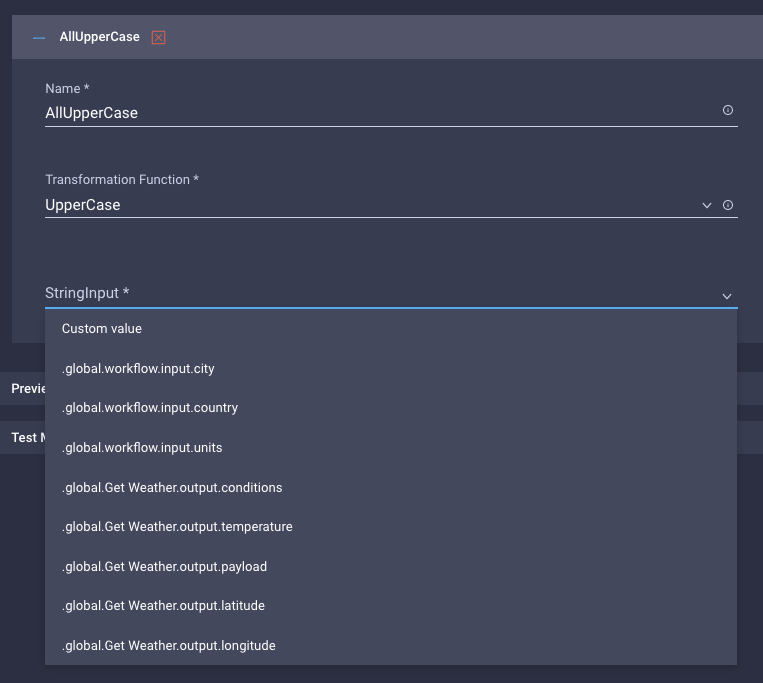 AllUpperCase
Name *
AllUpperCase
Transformation Function *
UpperCase
StringInput *
Custom value
.global.workflow.input.city
.global.workflow.input.country
Previe
.global.workflow.input.units
Test M
.global.Get Weather.output.conditions
.global.Get Weather.output.temperature
.global.Get Weather.output.payload
.global.Get Weather.output.latitude
.global.Get Weather.output.longitude